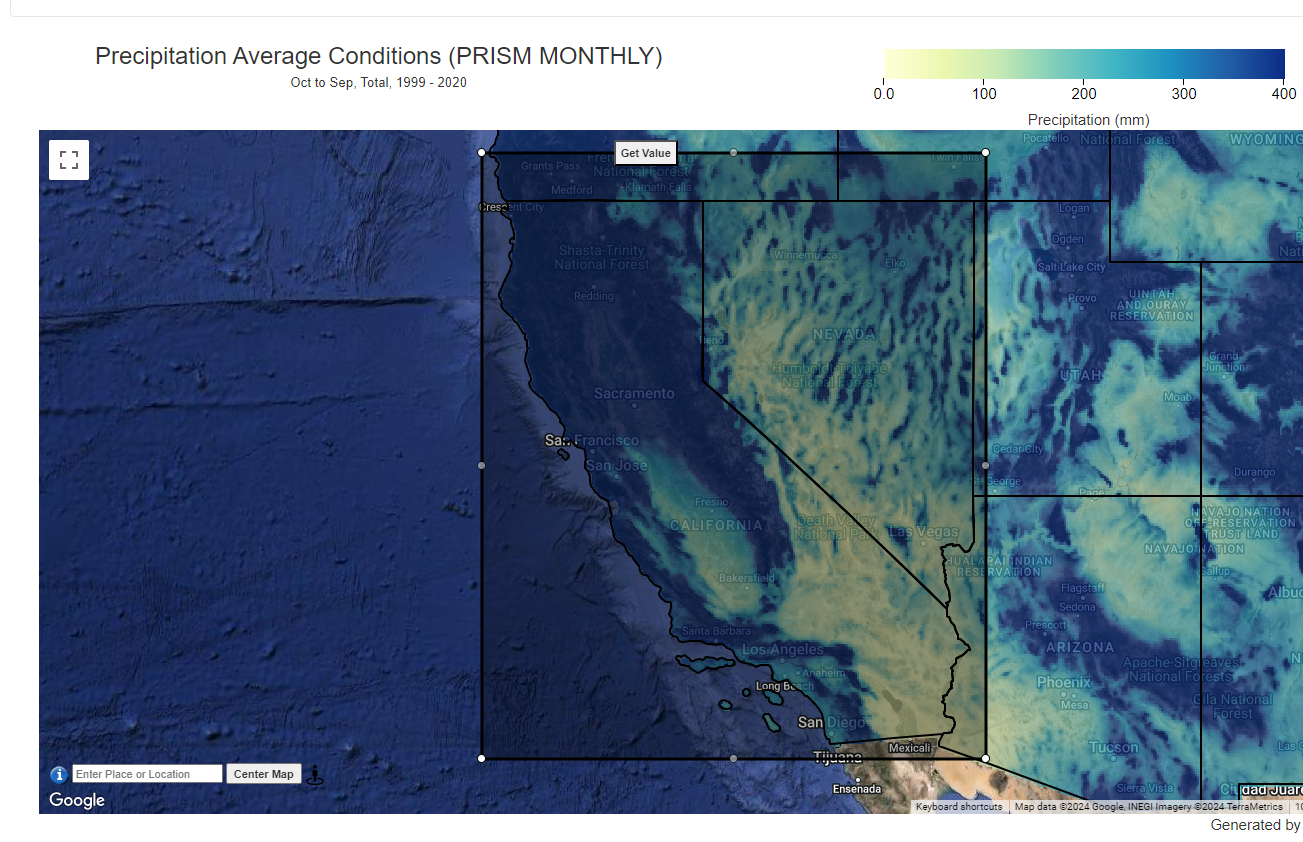 Precipitation Average Conditions (PRISM MONTHLY)
Oct to Sep, Total, 1999 - 2020
0.0 100 200 300 400
Precipitation (mm)
Get Value
Pocatello
National Forest
WYOMING
Grants Pass
Twin Falls
National Forest
Medford
Klamath Falls
Crescent City
Logan
Shasta-Trinity
National Forest
Winnemucca
Elko
Ogden
Salt Lake City
Redding
Provo
UINTAH
AND OURAY
RESERVATION
Reno
NEVADA
Humboldt-Toiyabe
National Forest
Grand
Junction
UTAH
Moab
Sacramento
San Francisco
San Jose
Cedar City
Durango
St. George
Page
Fresno
CALIFORNIA
Death Valley
National Park
Las Vegas
NAVAJO NATION
OFF-RESERVATION
TRUST LAND
NAVAJO NATION
HUALAPAI INDIAN
RESERVATION
Gallup
Bakersfield
Flagstaff
Sedona
Prescott
Santa Barbara
Los Angeles
ARIZONA
Anaheim
Long Beach
Apache-Sitgreaves
National Forests
Phoenix
Mesa
Gila National
Forest
San Diego
Tijuana
Mexicali
Tucson
Ensenada
Sierra Vista
Enter Place or Location
Center Map
Google
Keyboard shortcuts
Map data ©2024 Google, INEGI Imagery ©2024 TerraMetrics
Generated by